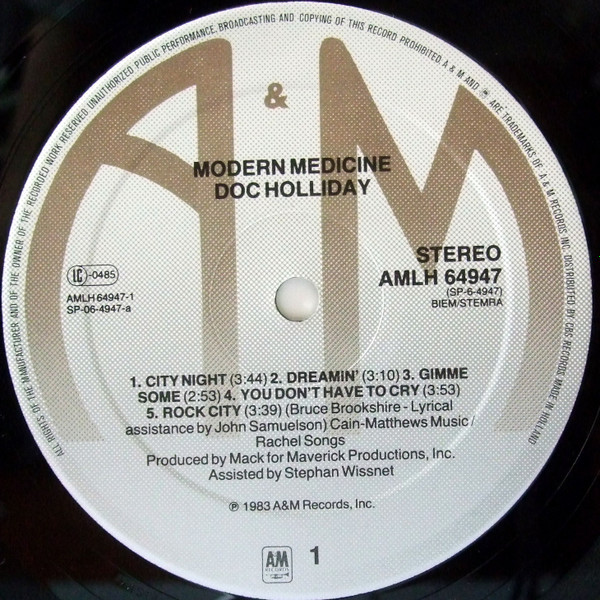 ALL RIGHTS OF THE MANUFACTURER AND OF THE OWNER OF THE RECORDED WORK RESERVED UNAUTHORIZED PUBLIC PERFORMANCE, BROADCASTING AND COPYING OF THIS RECORD PROHIBITED A & M AND ARE TRADEMARKS OF A & M RECORDS INC. DISTRIBUTED BY CBS RECORDS MADE IN HOLLAND
A & M
MODERN MEDICINE
DOC HOLLIDAY
LC -0485
AMLH 64947-1
SP-06-4947-a
STEREO
AMLH 64947
(SP-6-4947)
BIEM/STEMRA
1. CITY NIGHT (3:44) 2. DREAMIN' (3:10) 3. GIMME
SOME (2:53) 4. YOU DON'T HAVE TO CRY (3:53)
5. ROCK CITY (3:39) (Bruce Brookshire - Lyrical
assistance by John Samuelson) Cain-Matthews Music /
Rachel Songs
Produced by Mack for Maverick Productions, Inc.
Assisted by Stephan Wissnet
℗ 1983 A&M Records, Inc.
A&M
RECORDS
1